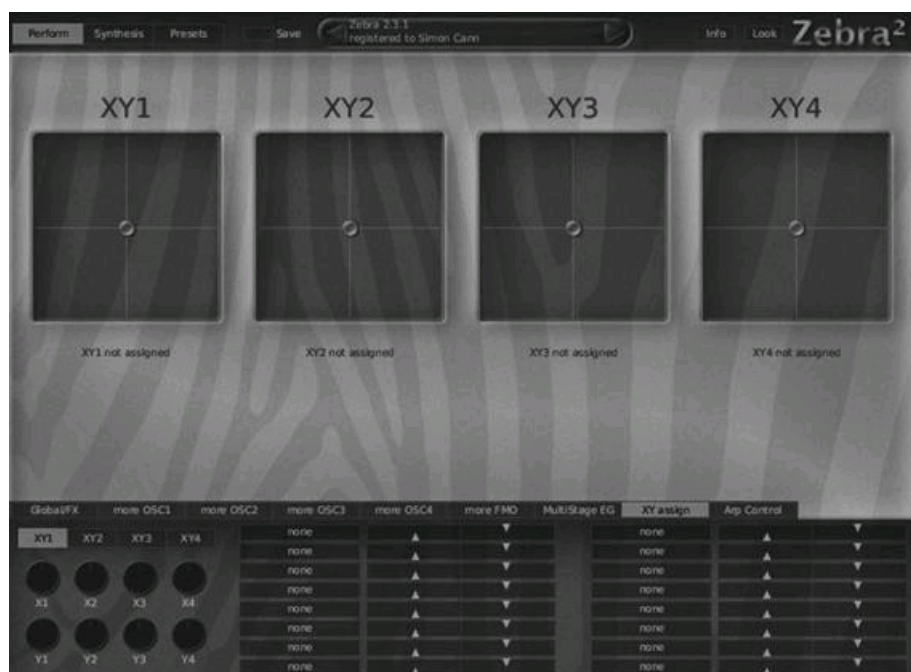 Perform Synthesis Presets Save Zebra 2.3.1 Info Look Zebra²
registered to Simon Cann
XY1 XY2 XY3 XY4
XY1 not assigned XY2 not assigned XY3 not assigned XY4 not assigned
Global/FX more OSC1 more OSC2 more OSC3 more OSC4 more FMO MultiStage EG XY assign Arp Control
XY1 XY2 XY3 XY4
none none
none none
none none
none none
X1 X2 X3 X4
none none
none none
none none
Y1 Y2 Y3 Y4
none none